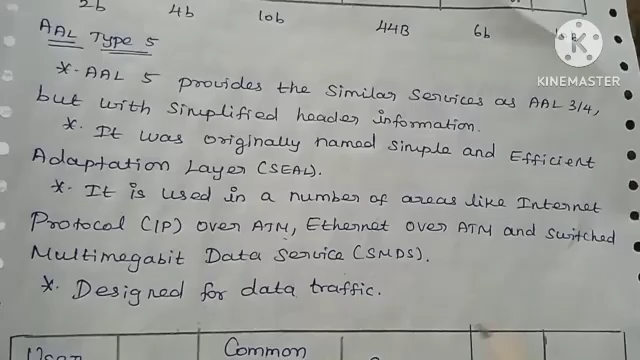 2b 4b 10b 44B 6b
AAL Type 5
KINEMASTER
*. AAL 5 provides the similar services as AAL 3/4,
but with simplified header information.
*. It was originally named simple and Efficient
Adaptation Layer (SEAL).
*. It is used in a number of areas like Internet
Protocol (IP) over ATM, Ethernet over ATM and switched
Multimegabit Data Service (SMDS).
*. Designed for data traffic.
Common